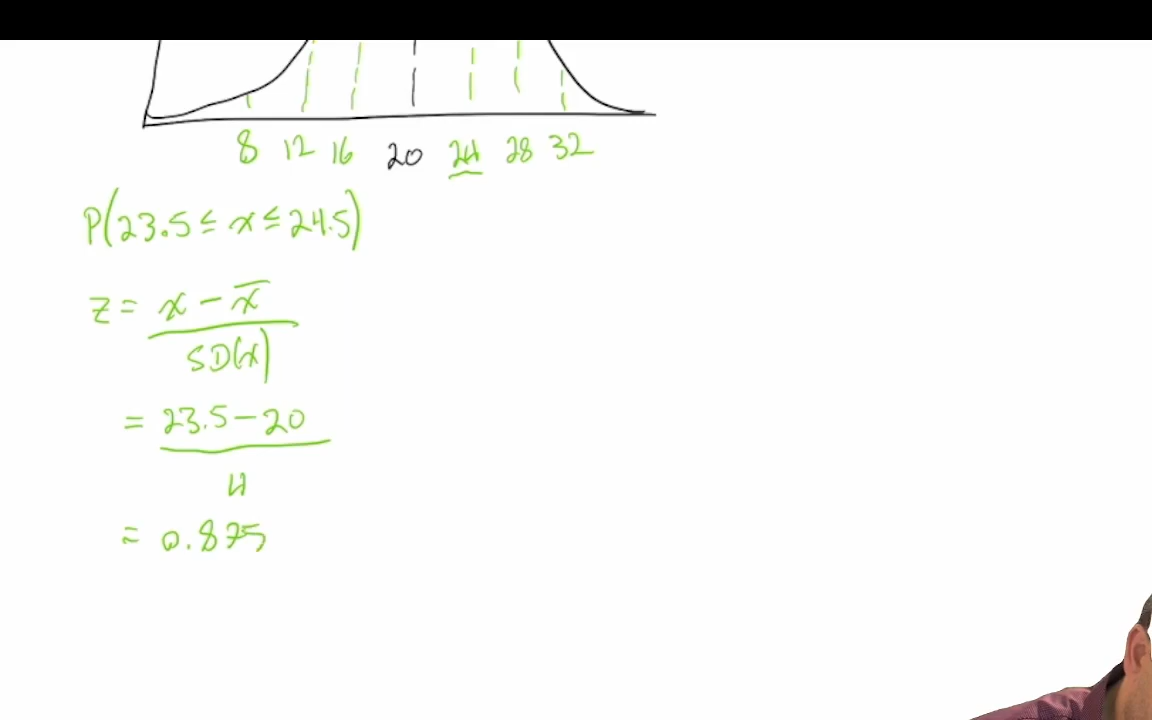 8 12 16 20 24 28 32
P(23.5 ≤ x ≤ 24.5)
z = x - x̄
SD(x)
= 23.5 - 20
4
= 0.875